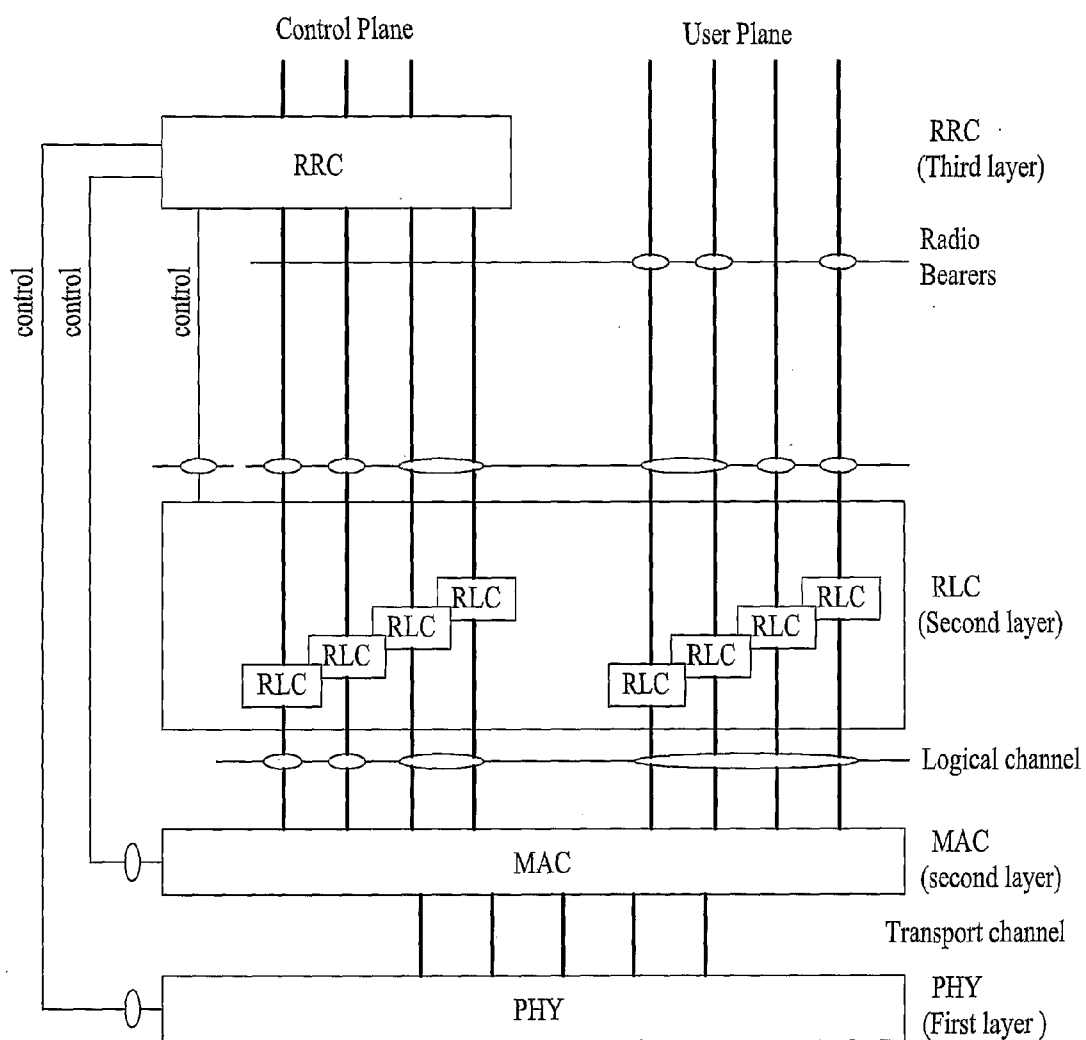 Control Plane
User Plane
RRC
RRC
(Third layer)
Radio
Bearers
control
control
control
RLC
RLC
RLC
RLC
RLC
RLC
RLC
RLC
RLC
(Second layer)
Logical channel
MAC
MAC
(second layer)
Transport channel
PHY
PHY
(First layer )